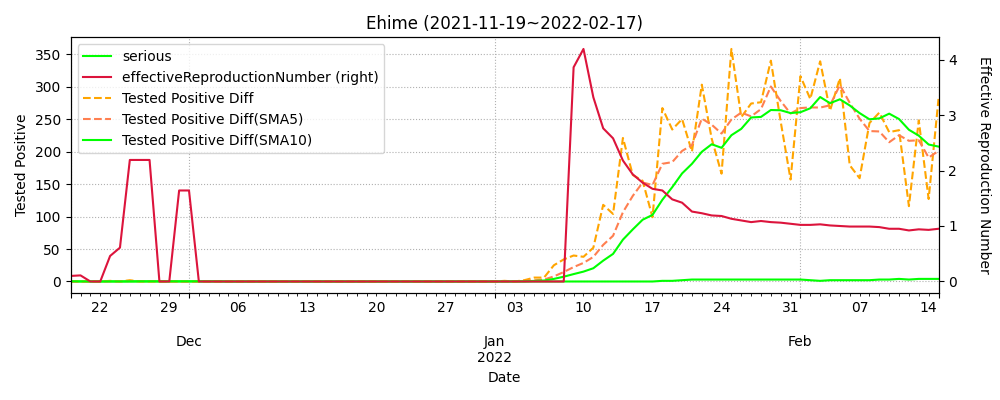 Ehime (2021-11-19~2022-02-17)
serious
effectiveReproductionNumber (right)
Tested Positive Diff
Tested Positive Diff(SMA5)
Tested Positive Diff(SMA10)
Tested Positive
350
300
250
200
150
100
50
0
4
3
2
1
0
Effective Reproduction Number
22 29 06 13 20 27 03 10 17 24 31 07 14
Dec Jan Feb
2022
Date